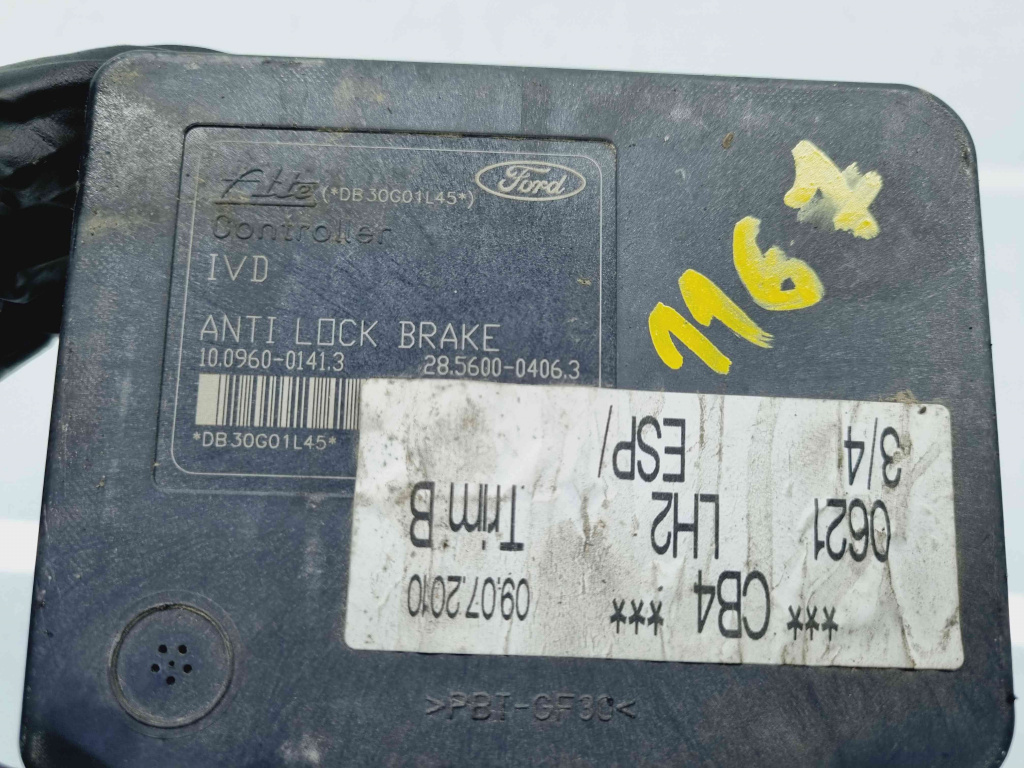 Ate (*DB30G01L45*) Ford
Controller
IVD
ANTI LOCK BRAKE
10.0960-0141.3 28.5600-0406.3
*DB30G01L45*
*** CB4 *** 09.07.2010
0621 LH2 Trim B
3/4 ESP/
>PBT-GF30<